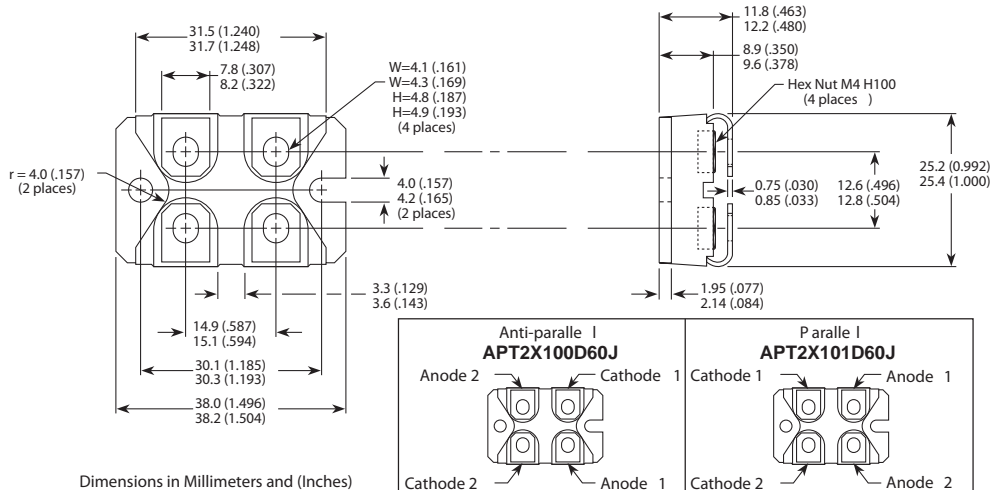 31.5 (1.240)
31.7 (1.248)
7.8 (.307)
8.2 (.322)
W=4.1 (.161)
W=4.3 (.169)
H=4.8 (.187)
H=4.9 (.193)
(4 places)
r = 4.0 (.157)
(2 places)
4.0 (.157)
4.2 (.165)
(2 places)
3.3 (.129)
3.6 (.143)
14.9 (.587)
15.1 (.594)
30.1 (1.185)
30.3 (1.193)
38.0 (1.496)
38.2 (1.504)
Dimensions in Millimeters and (Inches)
11.8 (.463)
12.2 (.480)
8.9 (.350)
9.6 (.378)
Hex Nut M4 H100
(4 places )
0.75 (.030)
0.85 (.033)
12.6 (.496)
12.8 (.504)
25.2 (0.992)
25.4 (1.000)
1.95 (.077)
2.14 (.084)
Anti-paralle l
APT2X100D60J
Anode 2
Cathode 1
Cathode 2
Anode 1
P aralle l
APT2X101D60J
Cathode 1
Anode 1
Cathode 2
Anode 2